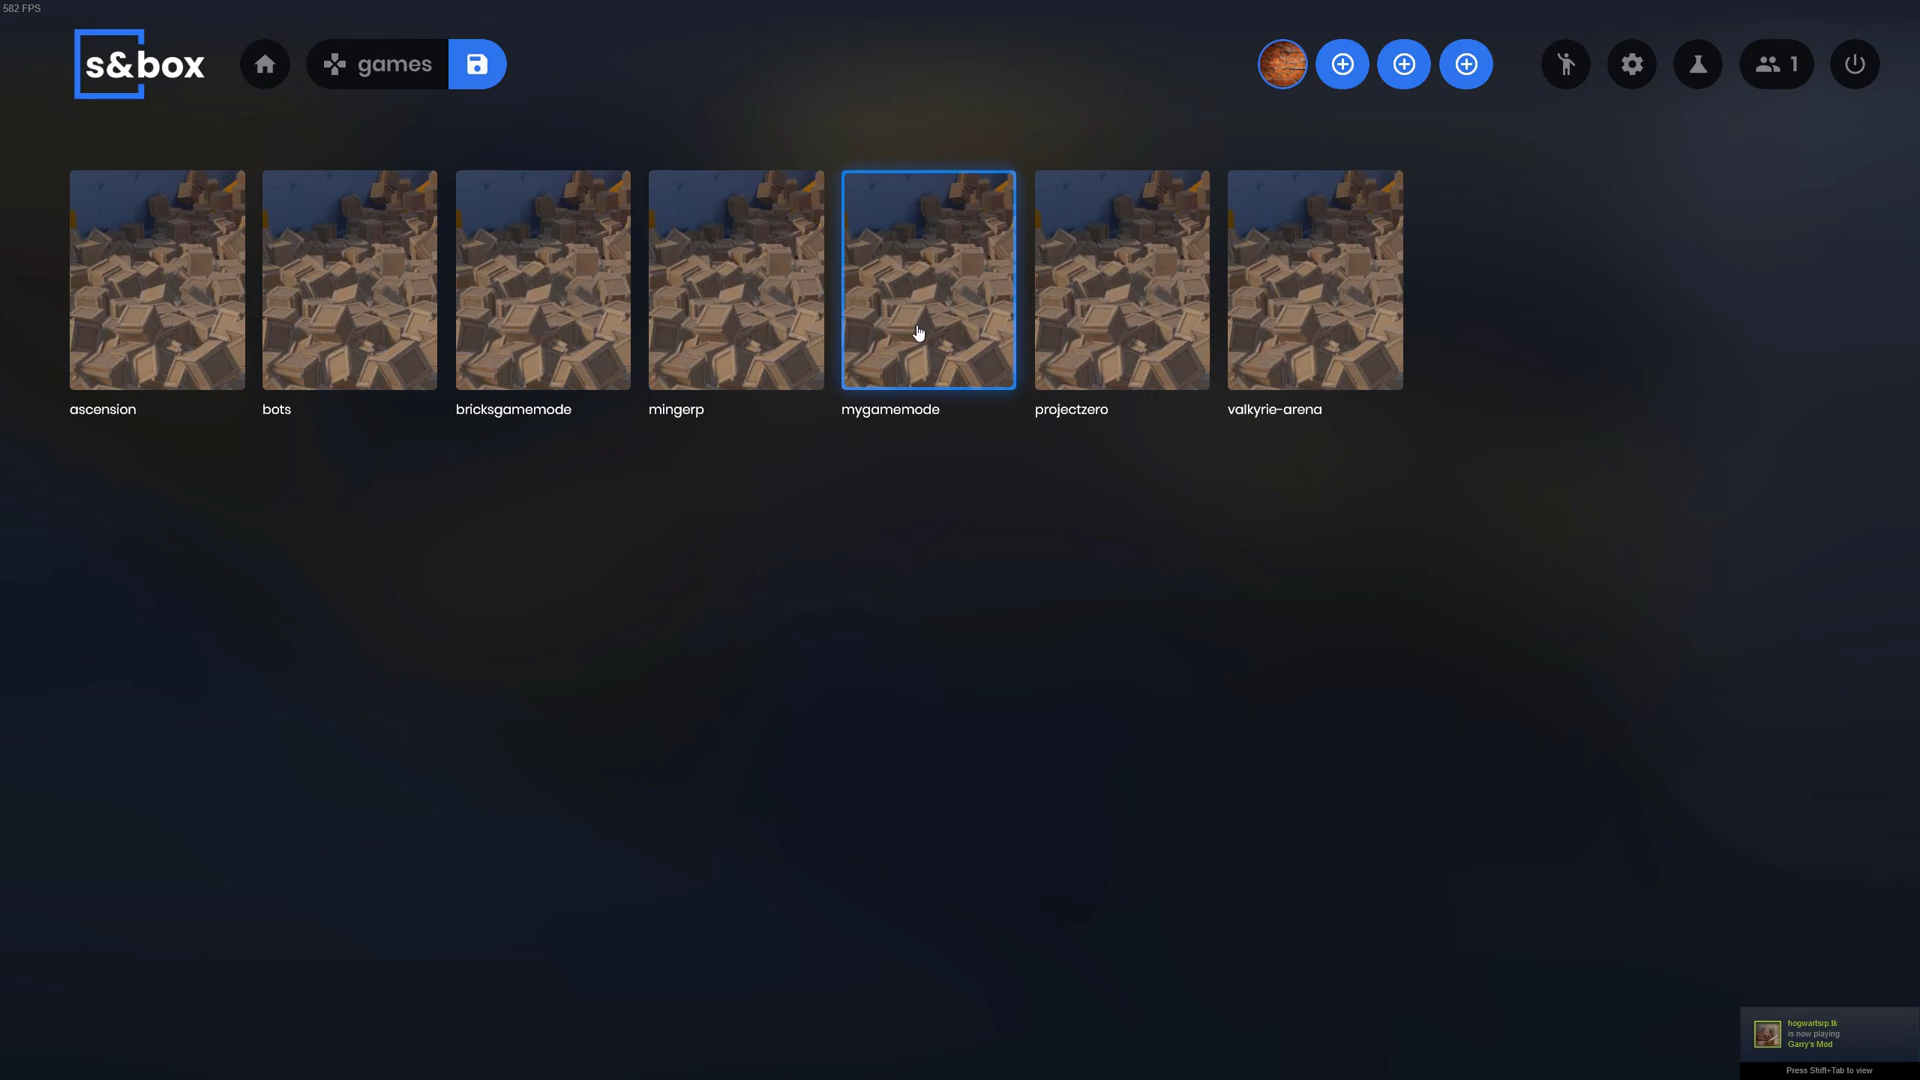 582 FPS
s&box
games
1
ascension
bots
bricksgamemode
mingerp
mygamemode
projectzero
valkyrie-arena
hogwartsrp.tk
is now playing
Garry's Mod
Press Shift+Tab to view